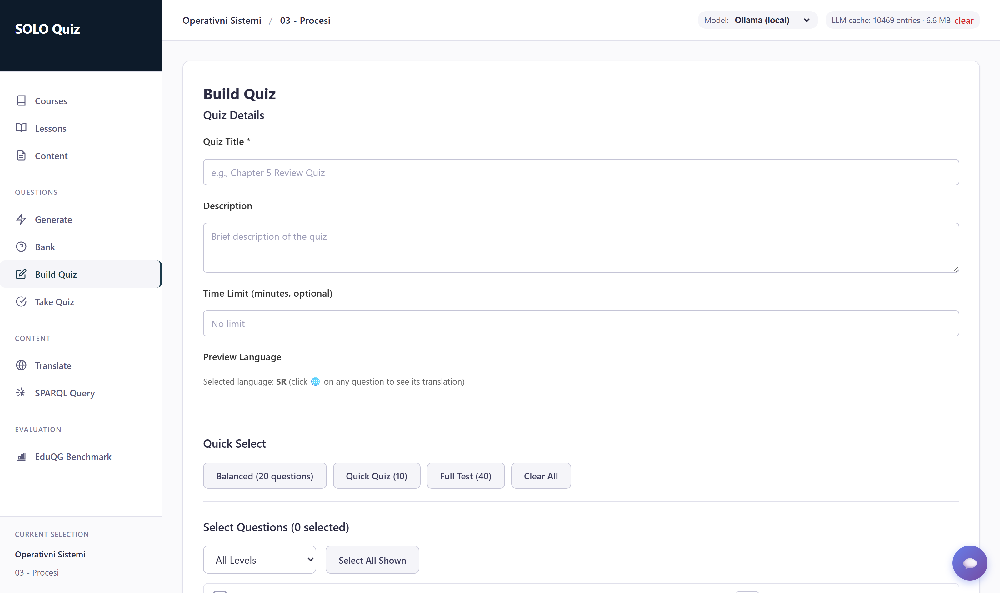 SOLO Quiz
Courses
Lessons
Content
QUESTIONS
Generate
Bank
Build Quiz
Take Quiz
CONTENT
Translate
SPARQL Query
EVALUATION
EduQG Benchmark
CURRENT SELECTION
Operativni Sistemi
03 - Procesi
Operativni Sistemi / 03 - Procesi
Model: Ollama (local)
LLM cache: 10469 entries · 6.6 MB clear
Build Quiz
Quiz Details
Quiz Title *
e.g., Chapter 5 Review Quiz
Description
Brief description of the quiz
Time Limit (minutes, optional)
No limit
Preview Language
Selected language: SR (click 🌐 on any question to see its translation)
Quick Select
Balanced (20 questions)
Quick Quiz (10)
Full Test (40)
Clear All
Select Questions (0 selected)
All Levels
Select All Shown